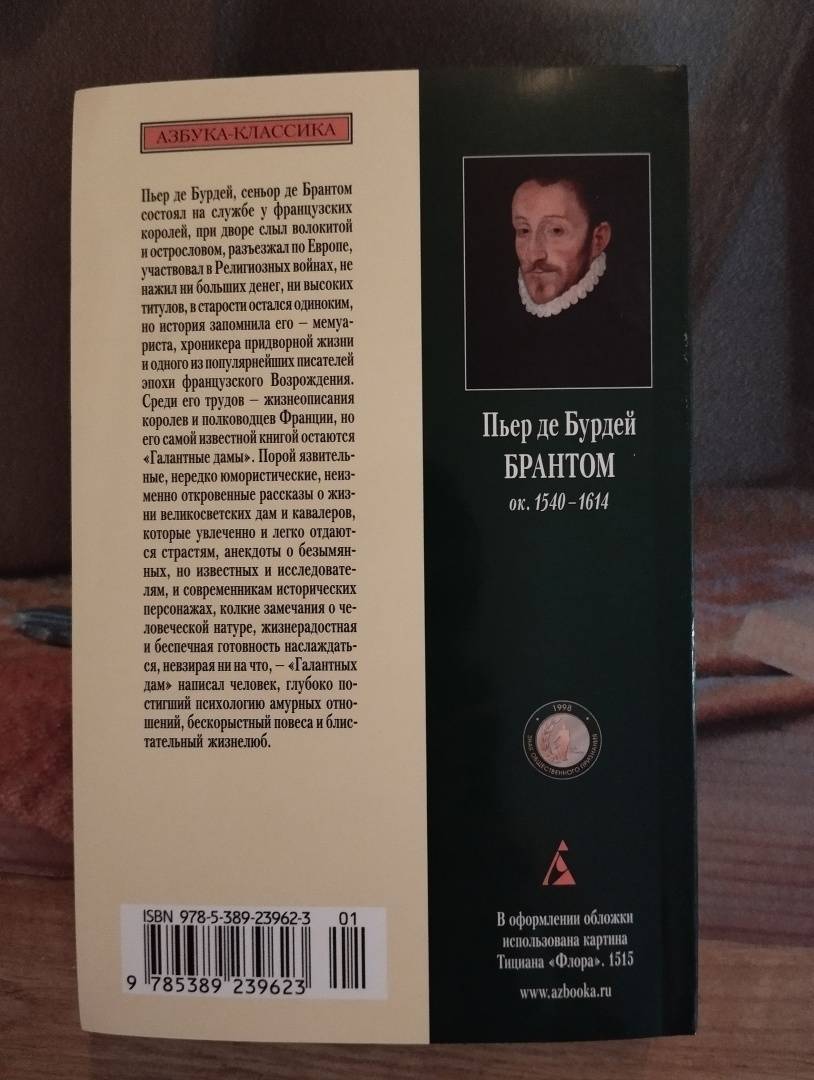 АЗБУКА-КЛАССИКА
Пьер де Бурдей, сеньор де Брантом
состоял на службе у французских
королей, при дворе слыл волокитой
и острословом, разъезжал по Европе,
участвовал в Религиозных войнах, не
нажил ни больших денег, ни высоких
титулов, в старости остался одиноким,
но история запомнила его – мемуа-
риста, хроникера придворной жизни
и одного из популярнейших писателей
эпохи французского Возрождения.
Среди его трудов – жизнеописания
королев и полководцев Франции, но
его самой известной книгой остаются
«Галантные дамы». Порой язвитель-
ные, нередко юмористические, неиз-
менно откровенные рассказы о жиз-
ни великосветских дам и кавалеров,
которые увлеченно и легко отдают-
ся страстям, анекдоты о безымян-
ных, но известных и исследовате-
лям, и современникам исторических
персонажах, колкие замечания о че-
ловеческой натуре, жизнерадостная
и беспечная готовность наслаждать-
ся, невзирая ни на что, – «Галантных
дам» написал человек, глубоко по-
стигший психологию амурных отно-
шений, бескорыстный повеса и блис-
тательный жизнелюб.
ISBN 978-5-389-23962-3 01
9 785389 239623
Пьер де Бурдей
БРАНТОМ
ок. 1540–1614
1998
ЗНАК ОБЩЕСТВЕННОГО ПРИЗНАНИЯ
В оформлении обложки
использована картина
Тициана «Флора». 1515
www.azbooka.ru